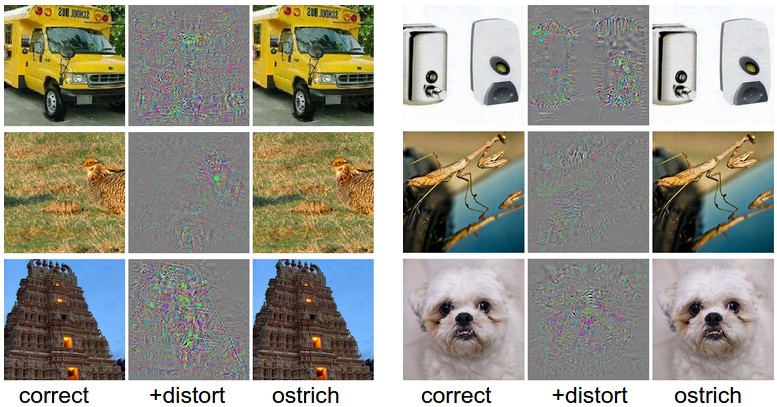 SCHOOL BUS
SCHOOL BUS
correct +distort ostrich correct +distort ostrich